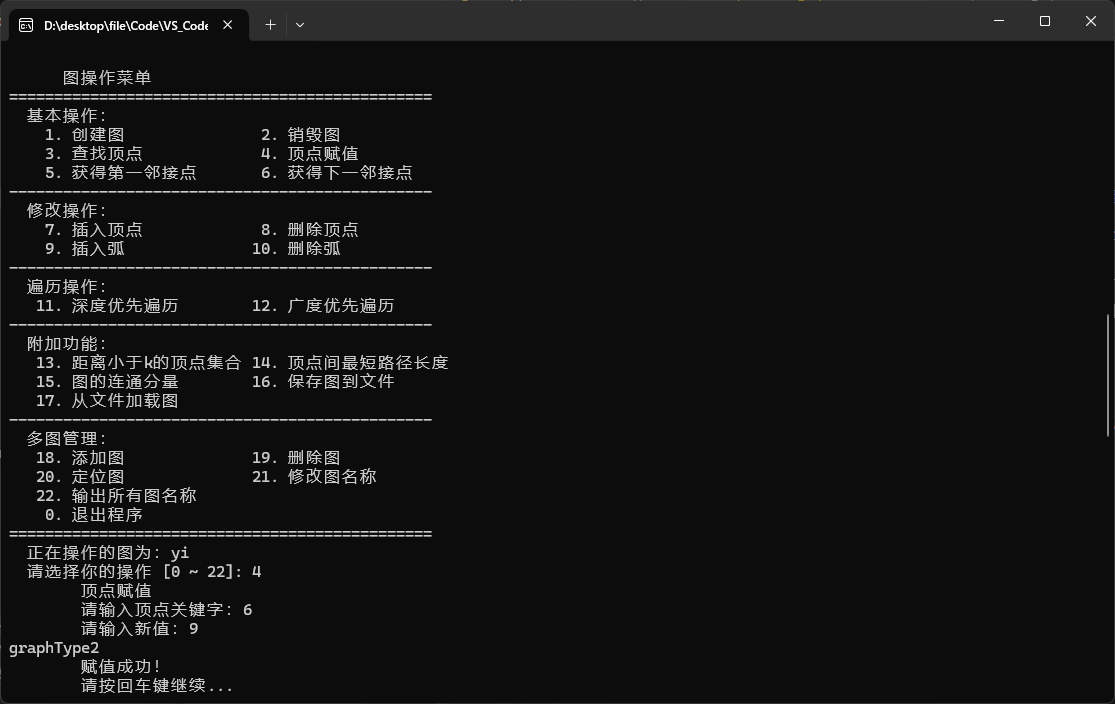 D:\desktop\file\Code\VS_Code
图操作菜单
===============================================
基本操作:
1. 创建图 2. 销毁图
3. 查找顶点 4. 顶点赋值
5. 获得第一邻接点 6. 获得下一邻接点
-----------------------------------------------
修改操作:
7. 插入顶点 8. 删除顶点
9. 插入弧 10. 删除弧
-----------------------------------------------
遍历操作:
11. 深度优先遍历 12. 广度优先遍历
-----------------------------------------------
附加功能:
13. 距离小于k的顶点集合 14. 顶点间最短路径长度
15. 图的连通分量 16. 保存图到文件
17. 从文件加载图
-----------------------------------------------
多图管理:
18. 添加图 19. 删除图
20. 定位图 21. 修改图名称
22. 输出所有图名称
0. 退出程序
===============================================
正在操作的图为: yi
请选择你的操作 [0 ~ 22]: 4
顶点赋值
请输入顶点关键字: 6
请输入新值: 9
graphType2
赋值成功!
请按回车键继续...